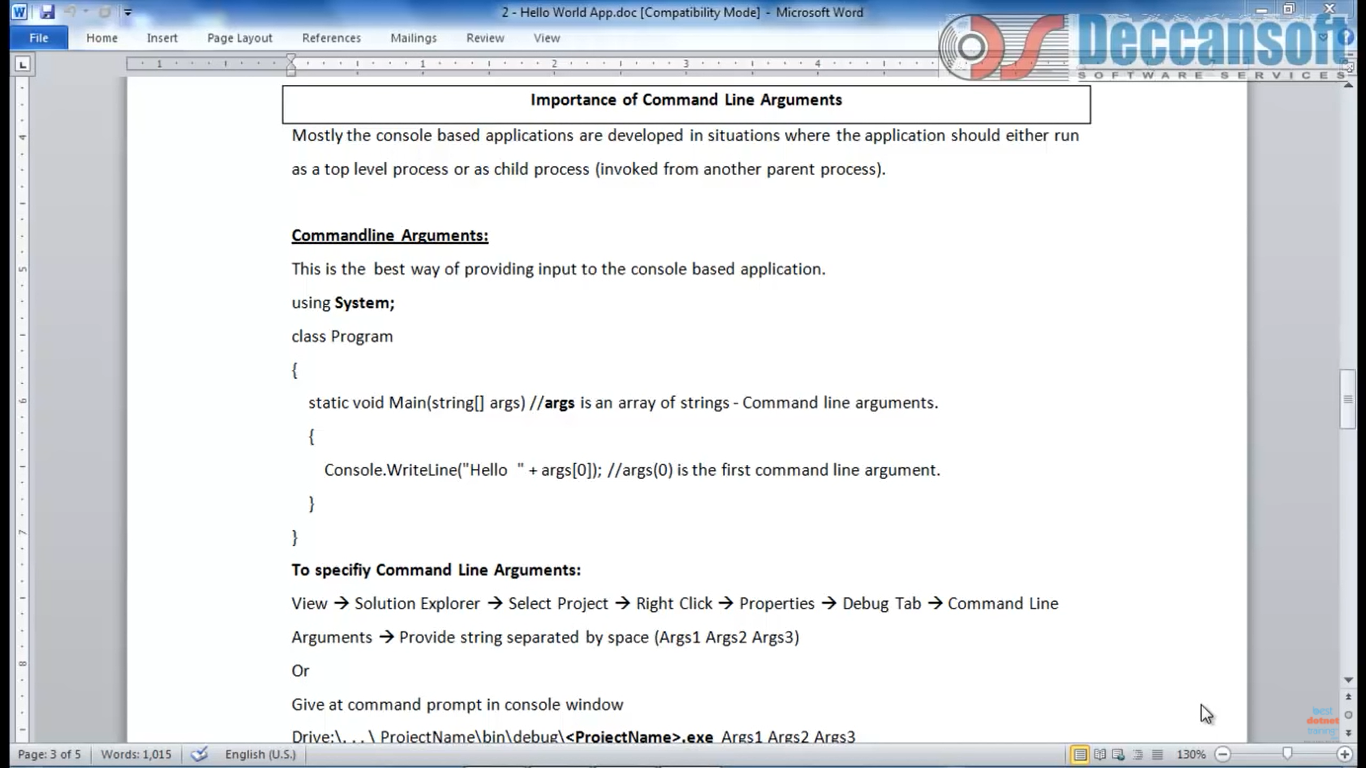 2 - Hello World App.doc [Compatibility Mode] - Microsoft Word
File Home Insert Page Layout References Mailings Review View
Deccansoft
SOFTWARE SERVICES
1 1 2 3 4
Importance of Command Line Arguments
Mostly the console based applications are developed in situations where the application should either run
as a top level process or as child process (invoked from another parent process).
Commandline Arguments:
This is the best way of providing input to the console based application.
using System;
class Program
{
static void Main(string[] args) //args is an array of strings - Command line arguments.
{
Console.WriteLine("Hello " + args[0]); //args(0) is the first command line argument.
}
}
To specifiy Command Line Arguments:
View → Solution Explorer → Select Project → Right Click → Properties → Debug Tab → Command Line
Arguments → Provide string separated by space (Args1 Args2 Args3)
Or
Give at command prompt in console window
Drive:\. . .\ ProjectName\bin\debug\<ProjectName>.exe Args1 Args2 Args3
best
dotnet
training
Page: 3 of 5 Words: 1,015 English (U.S.) 130%